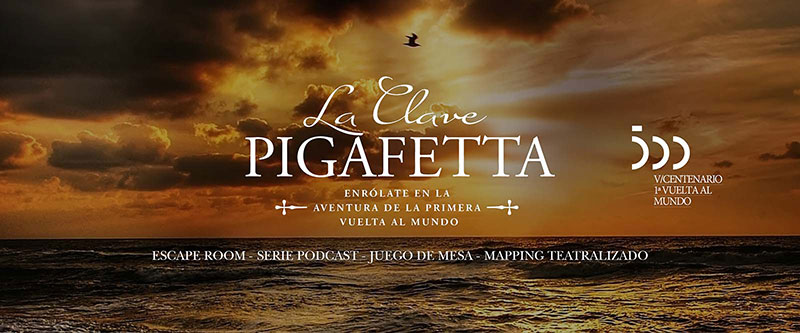 La Clave
PIGAFETTA
ENRÓLATE EN LA
AVENTURA DE LA PRIMERA
VUELTA AL MUNDO
V/CENTENARIO
1ª VUELTA AL
MUNDO
ESCAPE ROOM - SERIE PODCAST - JUEGO DE MESA - MAPPING TEATRALIZADO